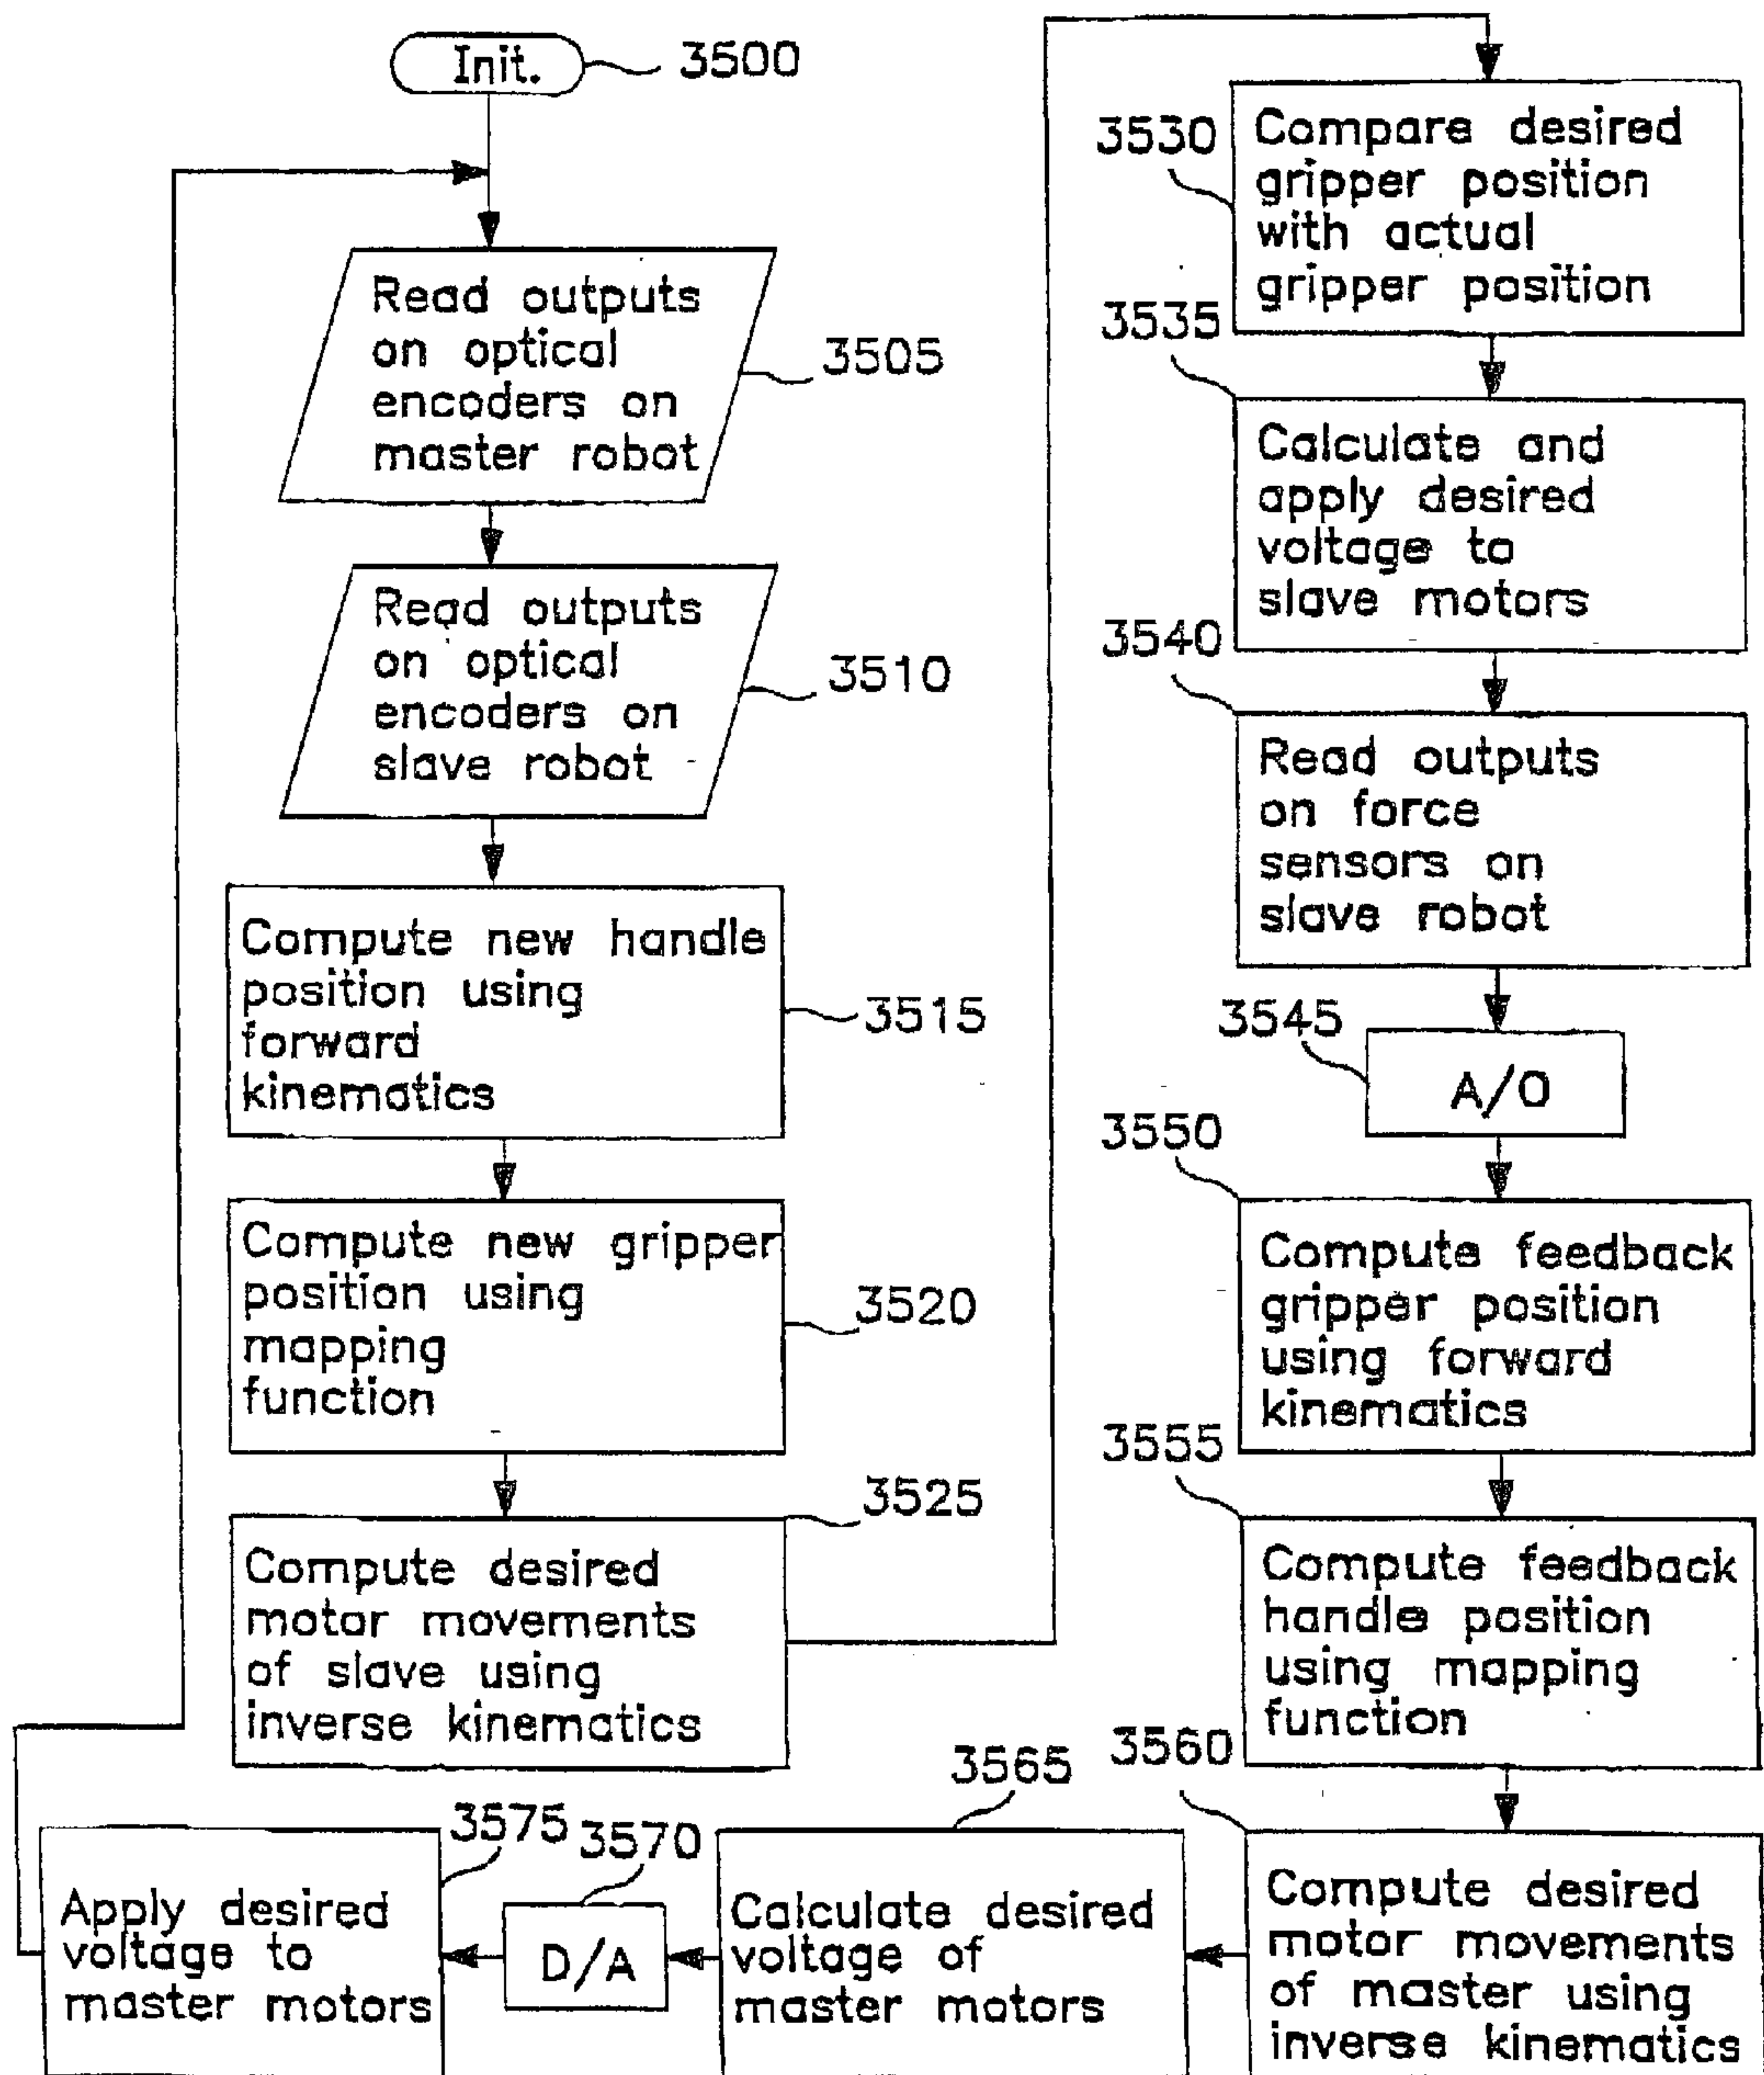 Init.
3500
Read outputs
on optical
encoders on
master robot
3505
Read outputs
on optical
encoders on
slave robot
3510
Compute new handle
position using
forward
kinematics
3515
Compute new gripper
position using
mapping
function
3520
Compute desired
motor movements
of slave using
inverse kinematics
3525
3530
Compare desired
gripper position
with actual
gripper position
3535
Calculate and
apply desired
voltage to
slave motors
3540
Read outputs
on force
sensors on
slave robot
3545
A/O
3550
Compute feedback
gripper position
using forward
kinematics
3555
Compute feedback
handle position
using mapping
function
3560
Compute desired
motor movements
of master using
inverse kinematics
3565
Calculate desired
voltage of
master motors
3570
D/A
3575
Apply desired
voltage to
master motors